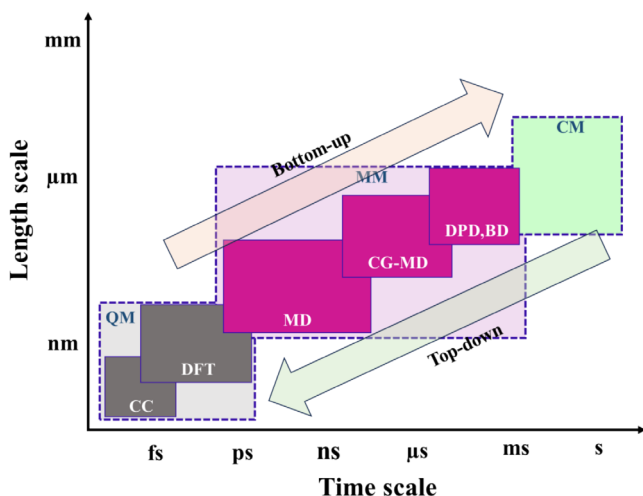 mm
CM
Bottom-up
μm
MM
Length scale
DPD,BD
CG-MD
QM
MD
nm
Top-down
DFT
CC
fs
ps
ns
μs
ms
s
Time scale